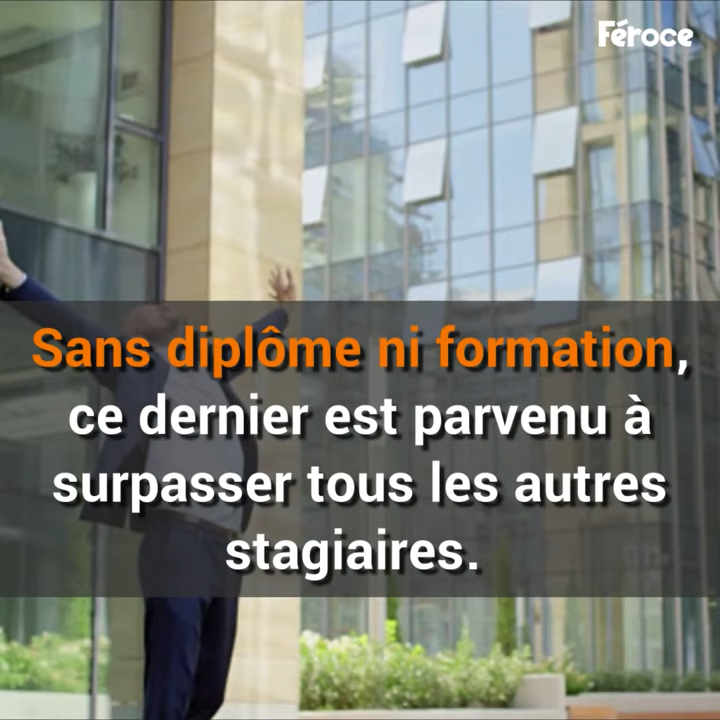 Féroce
Sans diplôme ni formation,
ce dernier est parvenu à
surpasser tous les autres
stagiaires.